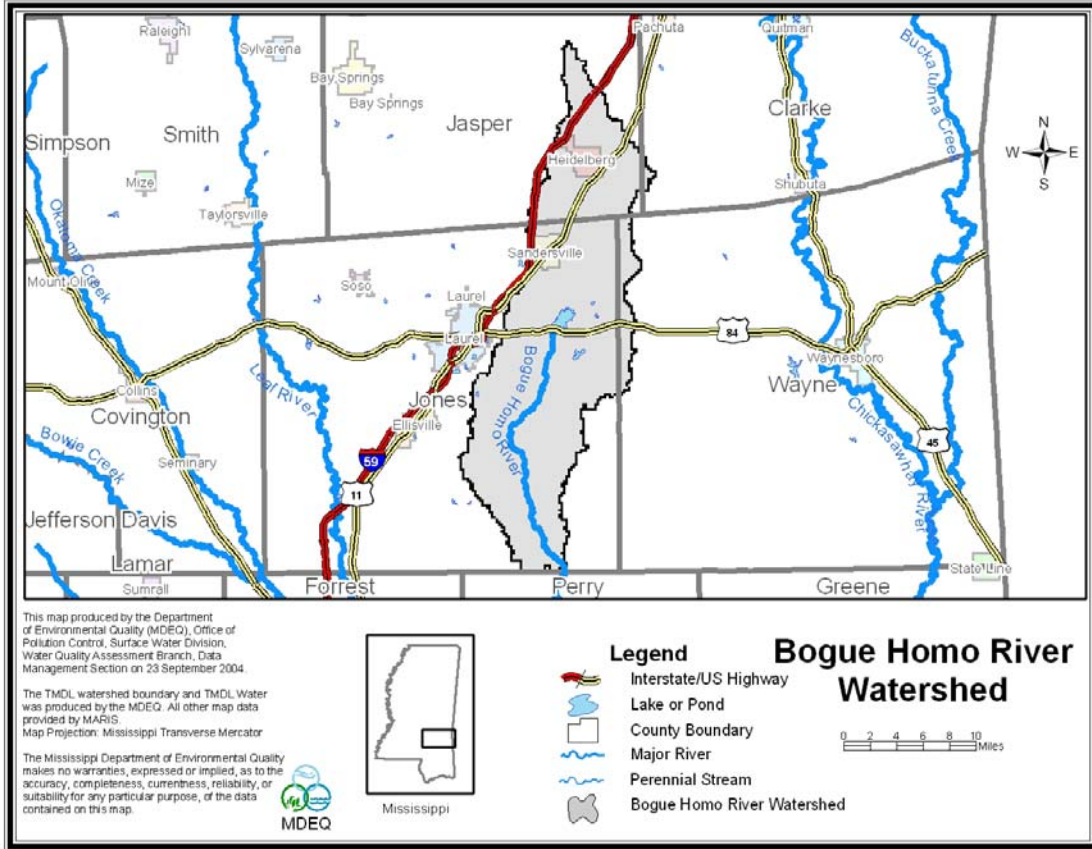 Raleigh
Sylvarena
Bay Springs
Bay Springs
Pachuta
Quitman
Buckatunna Creek
Simpson
Smith
Jasper
Clarke
N
W E
S
Mize
Heidelberg
Shubuta
Taylorsville
Okatoma Creek
Sandersville
Mount Olive
Soso
Laurel
Laurel
84
Waynesboro
Collins
Leaf River
Bogue Homo River
Wayne
Covington
Jones
Ellisville
Chickasawhay River
Bowie Creek
Seminary
59
45
11
Jefferson Davis
Lamar
State Line
Sumrall
Forrest
Perry
Greene
This map produced by the Department
of Environmental Quality (MDEQ), Office of
Pollution Control, Surface Water Division,
Water Quality Assessment Branch, Data
Management Section on 23 September 2004.
The TMDL watershed boundary and TMDL Water
was produced by the MDEQ. All other map data
provided by MARIS.
Map Projection: Mississippi Transverse Mercator
The Mississippi Department of Environmental Quality
makes no warranties, expressed or implied, as to the
accuracy, completeness, currentness, reliability, or
suitability for any particular purpose, of the data
contained on this map.
MDEQ
Mississippi
Legend
Interstate/US Highway
Lake or Pond
County Boundary
Major River
Perennial Stream
Bogue Homo River Watershed
Bogue Homo River
Watershed
0 2 4 6 8 10
Miles